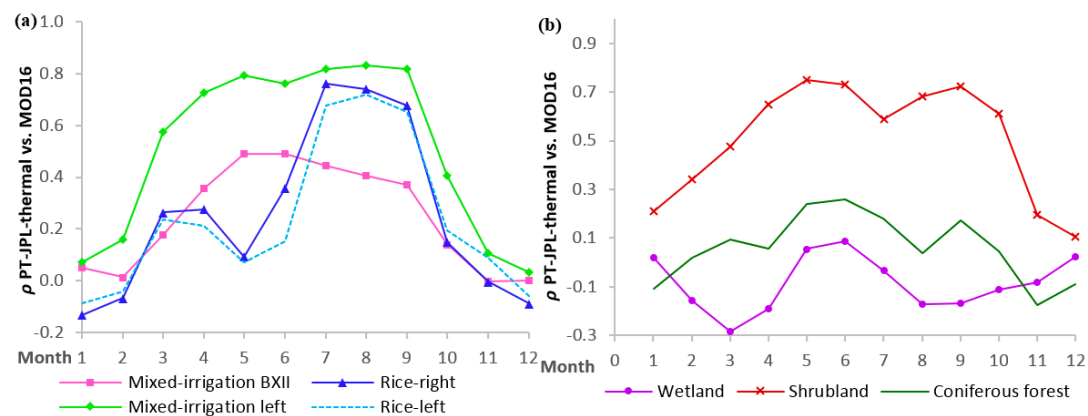 (a)
ρ PT-JPL-thermal vs. MOD16
1.0
0.8
0.6
0.4
0.2
0.0
-0.2
Month 1 2 3 4 5 6 7 8 9 10 11 12
Mixed-irrigation BXII Rice-right
Mixed-irrigation left Rice-left
(b)
ρ PT-JPL-thermal vs. MOD16
0.9
0.7
0.5
0.3
0.1
-0.1
-0.3
Month 0 1 2 3 4 5 6 7 8 9 10 11 12
Wetland Shrubland Coniferous forest